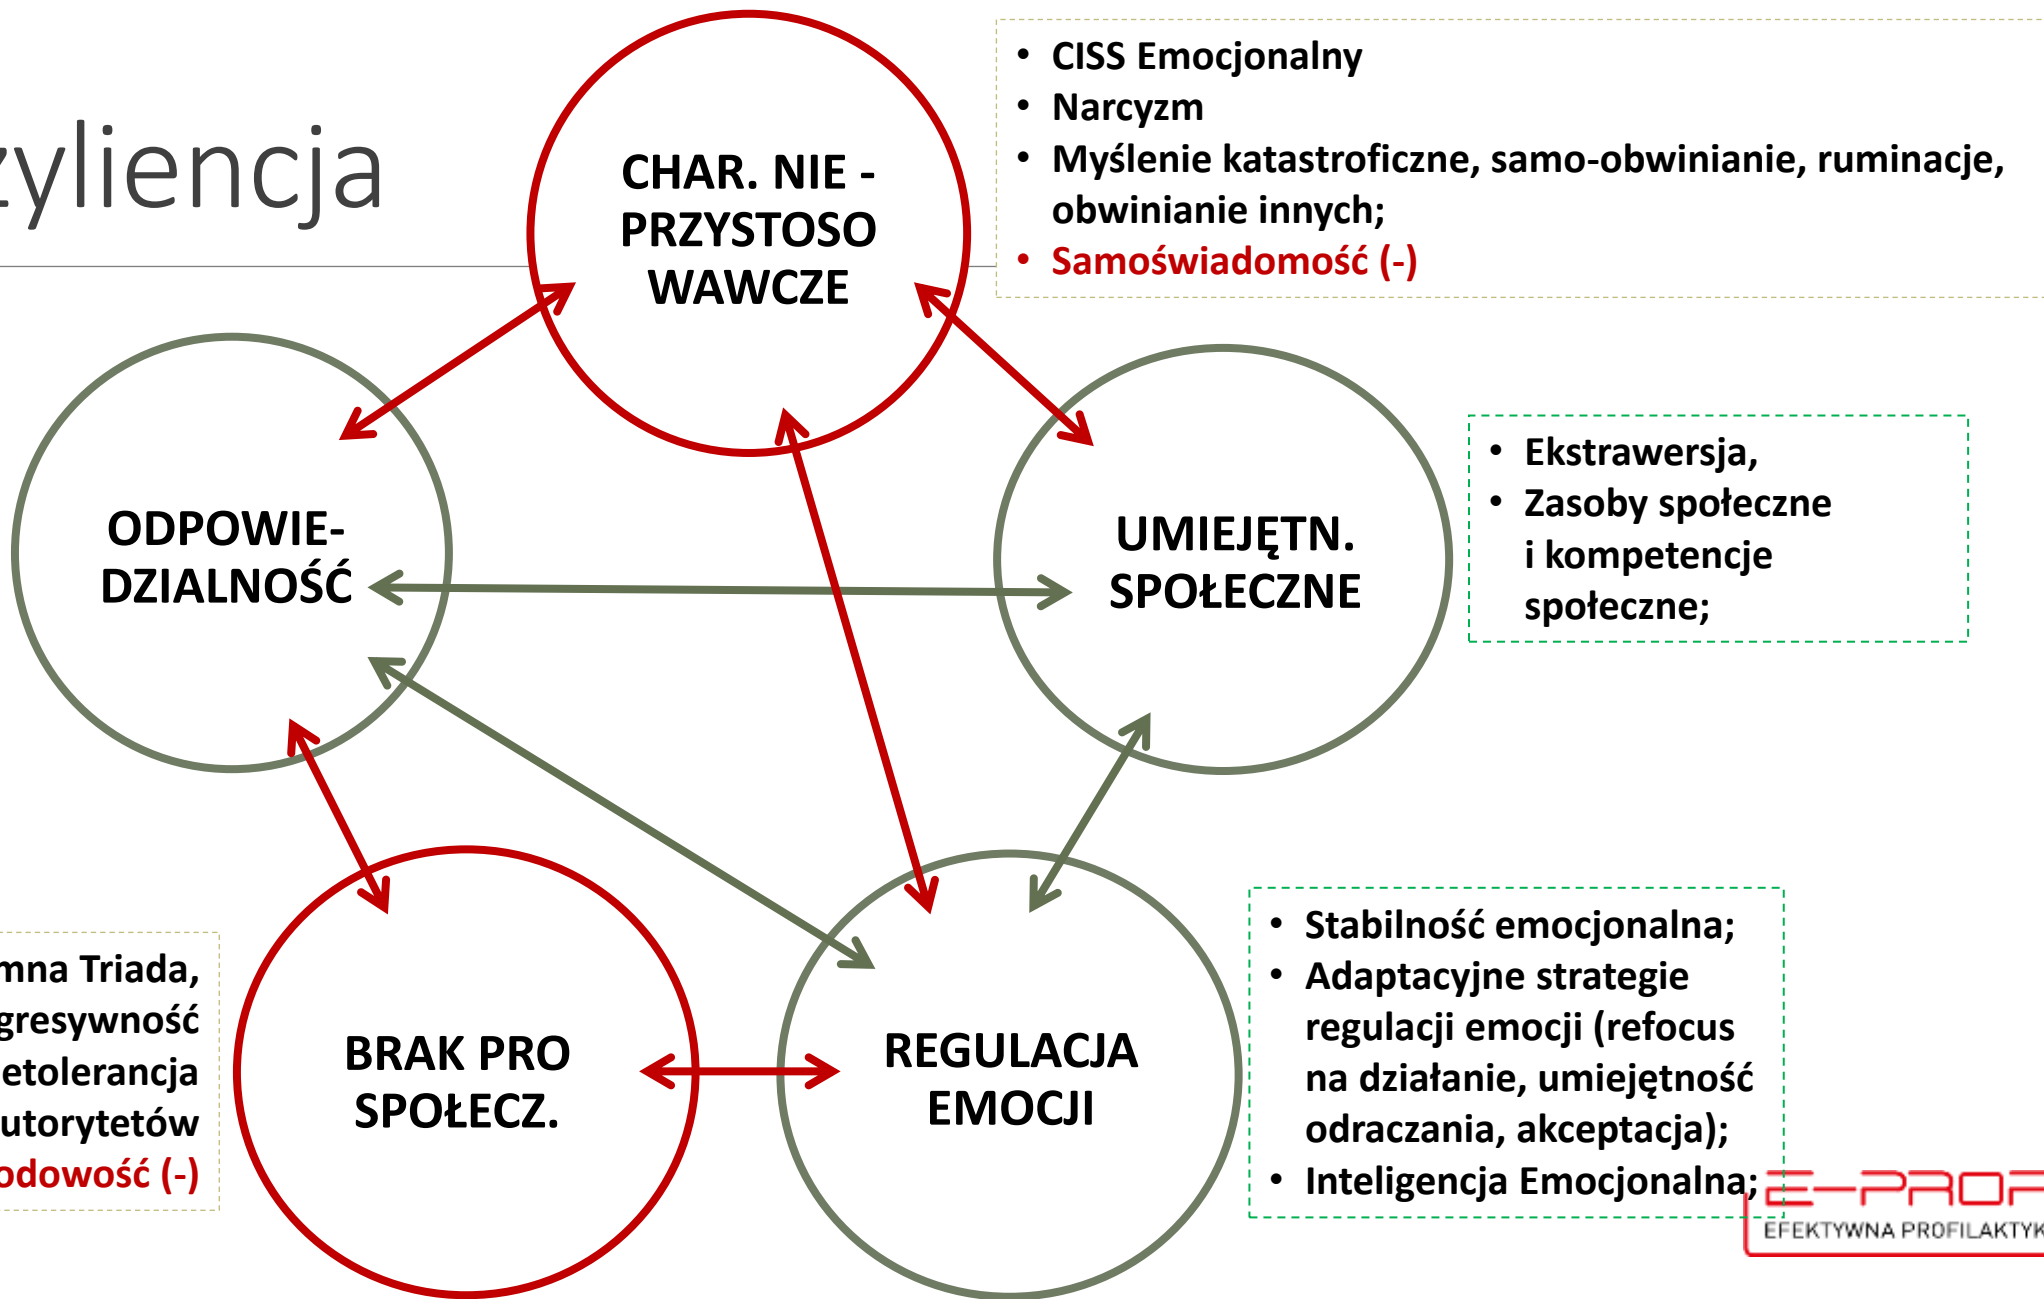 zyliencja
CHAR. NIE -
PRZYSTOSO
WAWCZE
• CISS Emocjonalny
• Narcyzm
• Myślenie katastroficzne, samo-obwinianie, ruminacje,
obwinianie innych;
• Samoświadomość (-)
ODPOWIE-
DZIALNOŚĆ
UMIEJĘTN.
SPOŁECZNE
• Ekstrawersja,
• Zasoby społeczne
i kompetencje
społeczne;
mna Triada,
gresywność
etolerancja
utorytetów
odowość (-)
BRAK PRO
SPOŁECZ.
REGULACJA
EMOCJI
• Stabilność emocjonalna;
• Adaptacyjne strategie
regulacji emocji (refocus
na działanie, umiejętność
odraczania, akceptacja);
• Inteligencja Emocjonalna;
E-PROF
EFEKTYWNA PROFILAKTYK